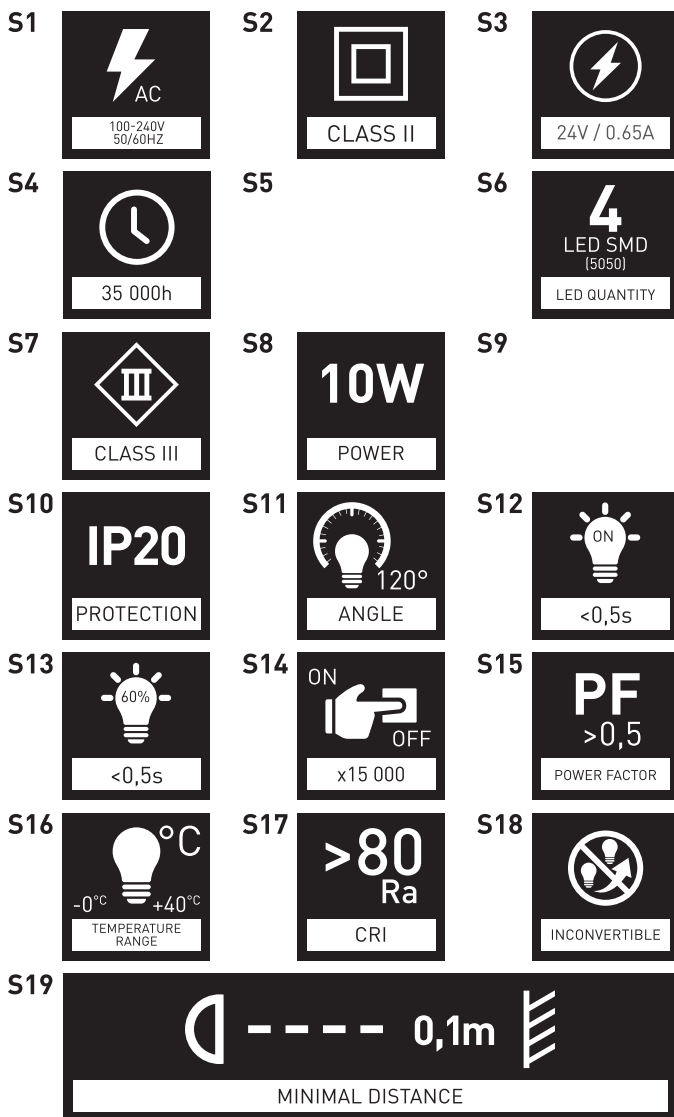 S1
AC
100-240V
50/60HZ
S2
CLASS II
S3
24V / 0.65A
S4
35 000h
S5
S6
4
LED SMD
(5050)
LED QUANTITY
S7
III
CLASS III
S8
10W
POWER
S9
S10
IP20
PROTECTION
S11
120°
ANGLE
S12
ON
<0,5s
S13
60%
<0,5s
S14
ON
OFF
x15 000
S15
PF
>0,5
POWER FACTOR
S16
°C
-0°C +40°C
TEMPERATURE
RANGE
S17
>80
Ra
CRI
S18
INCONVERTIBLE
S19
0,1m
MINIMAL DISTANCE